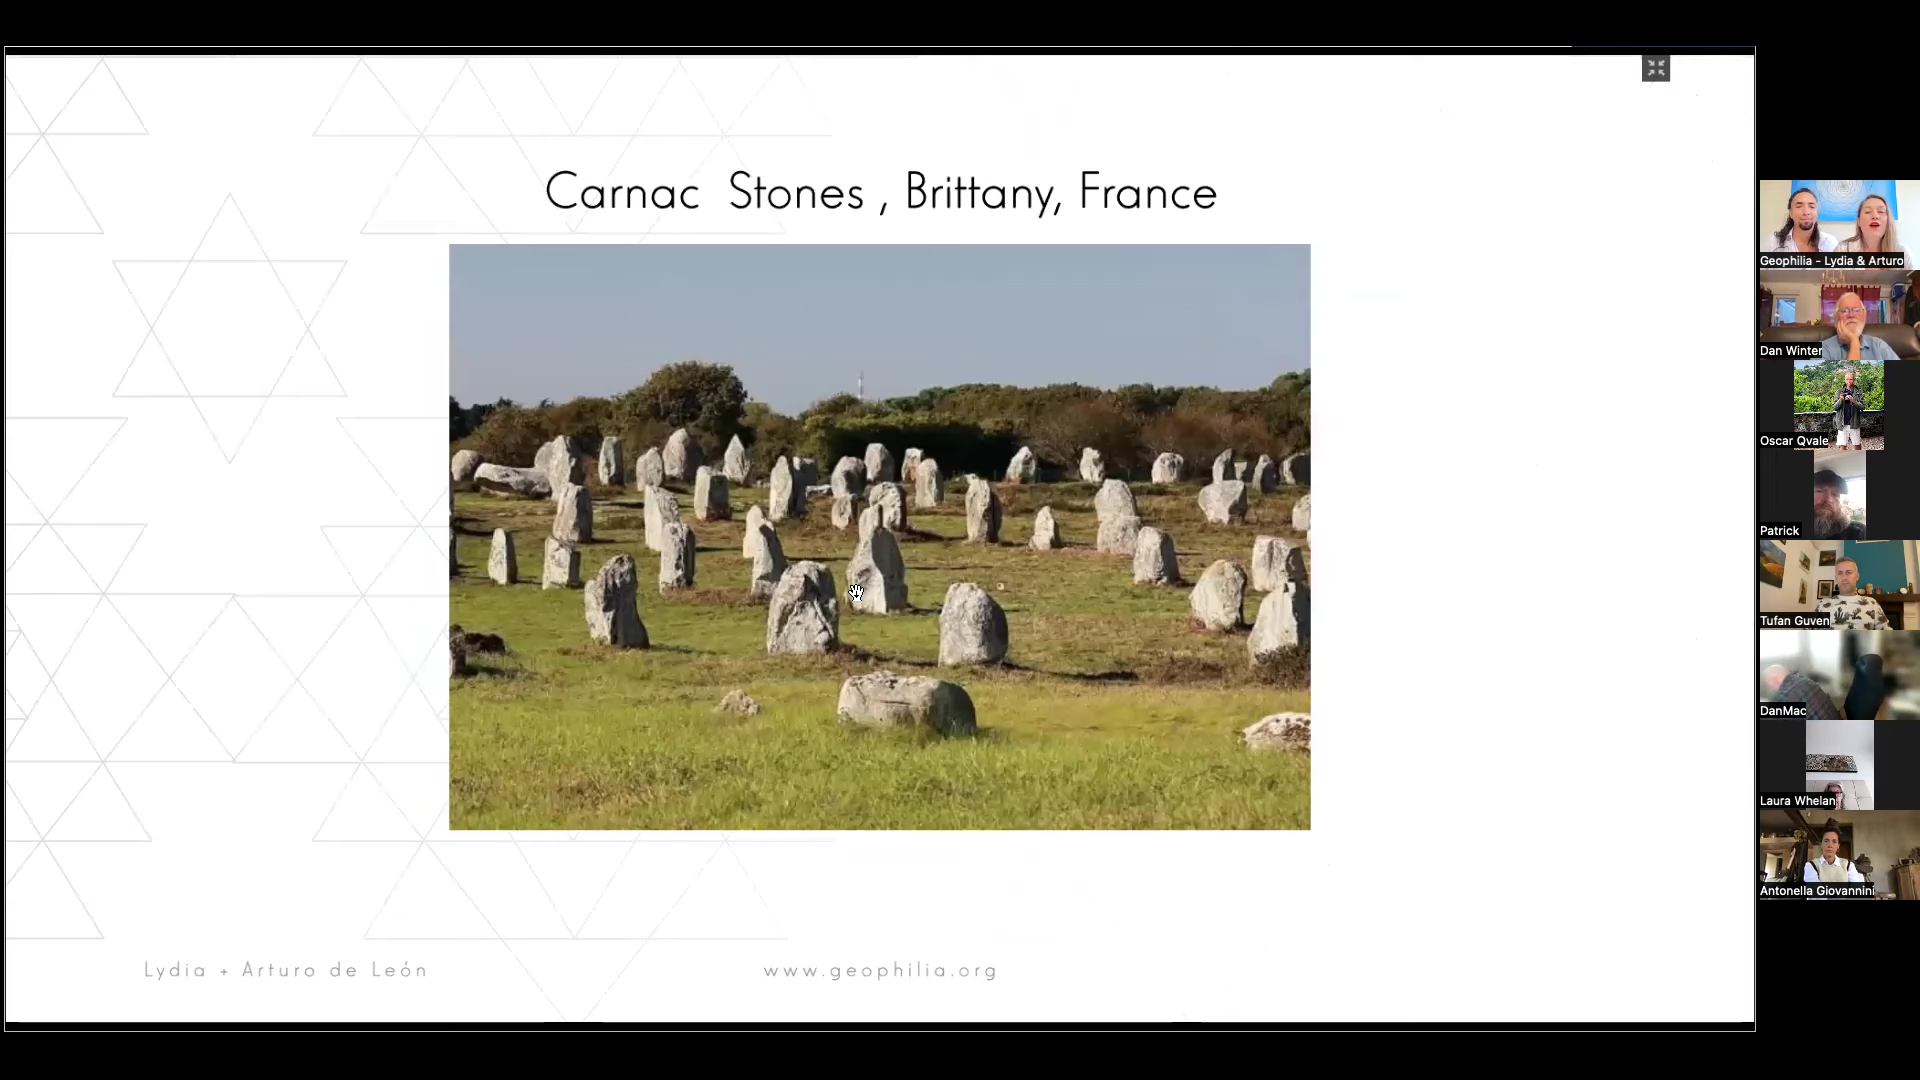 Carnac Stones , Brittany, France
Lydia + Arturo de León
www.geophilia.org
Geophilia - Lydia & Arturo
Dan Winter
Oscar Qvale
Patrick
Tufan Guven
DanMac
Laura Whelan
Antonella Giovannini